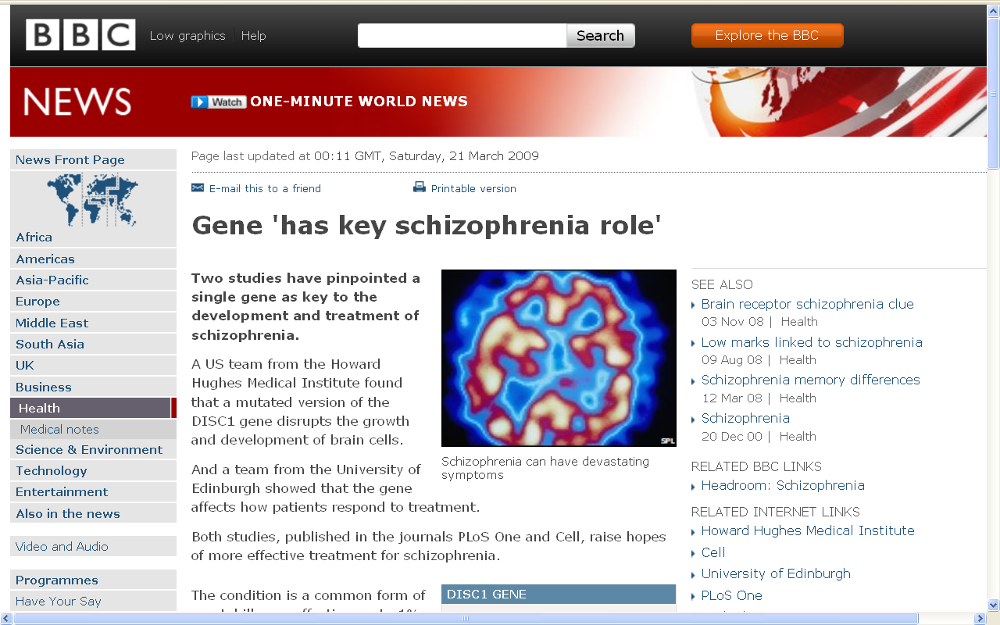 BBC Low graphics Help Search Explore the BBC
NEWS Watch ONE-MINUTE WORLD NEWS
News Front Page
Africa
Americas
Asia-Pacific
Europe
Middle East
South Asia
UK
Business
Health
Medical notes
Science & Environment
Technology
Entertainment
Also in the news
Video and Audio
Programmes
Have Your Say
Page last updated at 00:11 GMT, Saturday, 21 March 2009
E-mail this to a friend Printable version
Gene 'has key schizophrenia role'
Two studies have pinpointed a
single gene as key to the
development and treatment of
schizophrenia.
A US team from the Howard
Hughes Medical Institute found
that a mutated version of the
DISC1 gene disrupts the growth
and development of brain cells.
And a team from the University of
Edinburgh showed that the gene
affects how patients respond to treatment.
Both studies, published in the journals PLoS One and Cell, raise hopes
of more effective treatment for schizophrenia.
The condition is a common form of
SPL
Schizophrenia can have devastating
symptoms
DISC1 GENE
SEE ALSO
Brain receptor schizophrenia clue
03 Nov 08 | Health
Low marks linked to schizophrenia
09 Aug 08 | Health
Schizophrenia memory differences
12 Mar 08 | Health
Schizophrenia
20 Dec 00 | Health
RELATED BBC LINKS
Headroom: Schizophrenia
RELATED INTERNET LINKS
Howard Hughes Medical Institute
Cell
University of Edinburgh
PLoS One